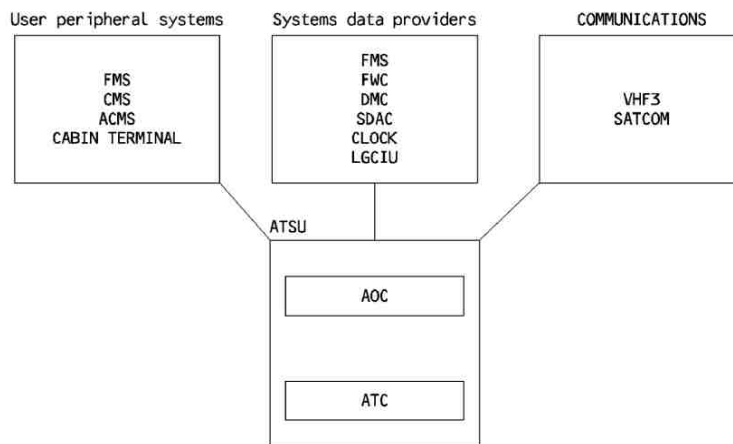 User peripheral systems
FMS
CMS
ACMS
CABIN TERMINAL
Systems data providers
FMS
FWC
DMC
SDAC
CLOCK
LGCIU
COMMUNICATIONS
VHF3
SATCOM
ATSU
AOC
ATC